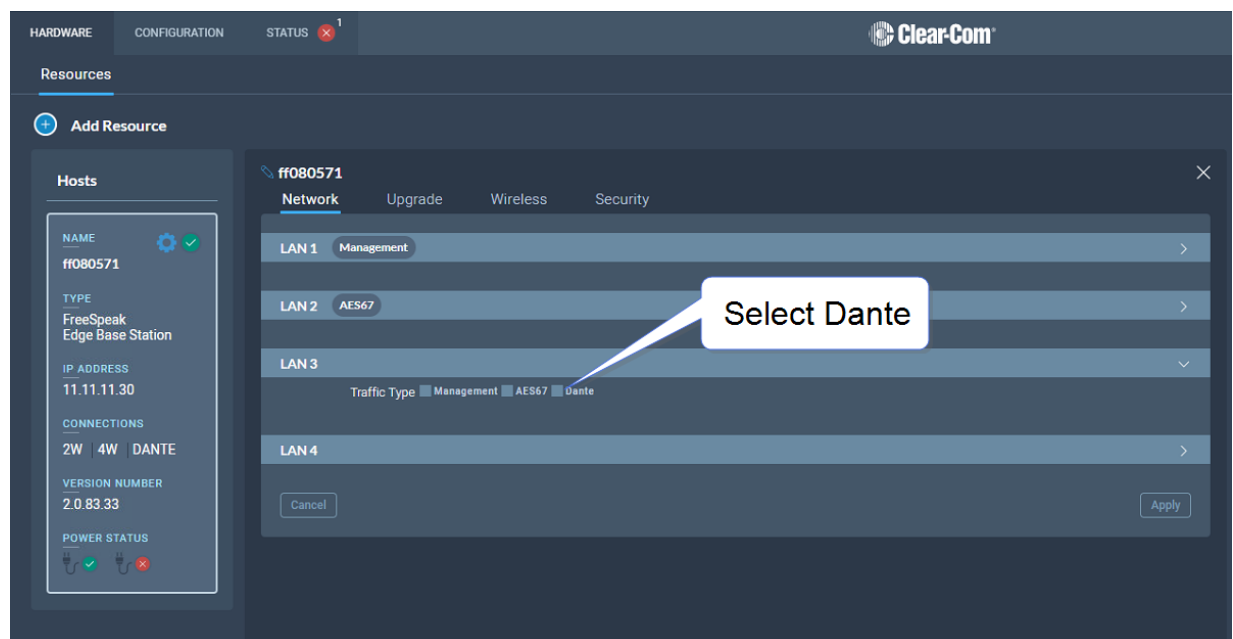 HARDWARE CONFIGURATION STATUS 1 Clear-Com®
Resources
Add Resource
Hosts
NAME
ff080571
TYPE
FreeSpeak
Edge Base Station
IP ADDRESS
11.11.11.30
CONNECTIONS
2W 4W DANTE
VERSION NUMBER
2.0.83.33
POWER STATUS
ff080571
Network Upgrade Wireless Security
LAN 1 Management
LAN 2 AES67
Select Dante
LAN 3
Traffic Type Management AES67 Dante
LAN 4
Cancel Apply